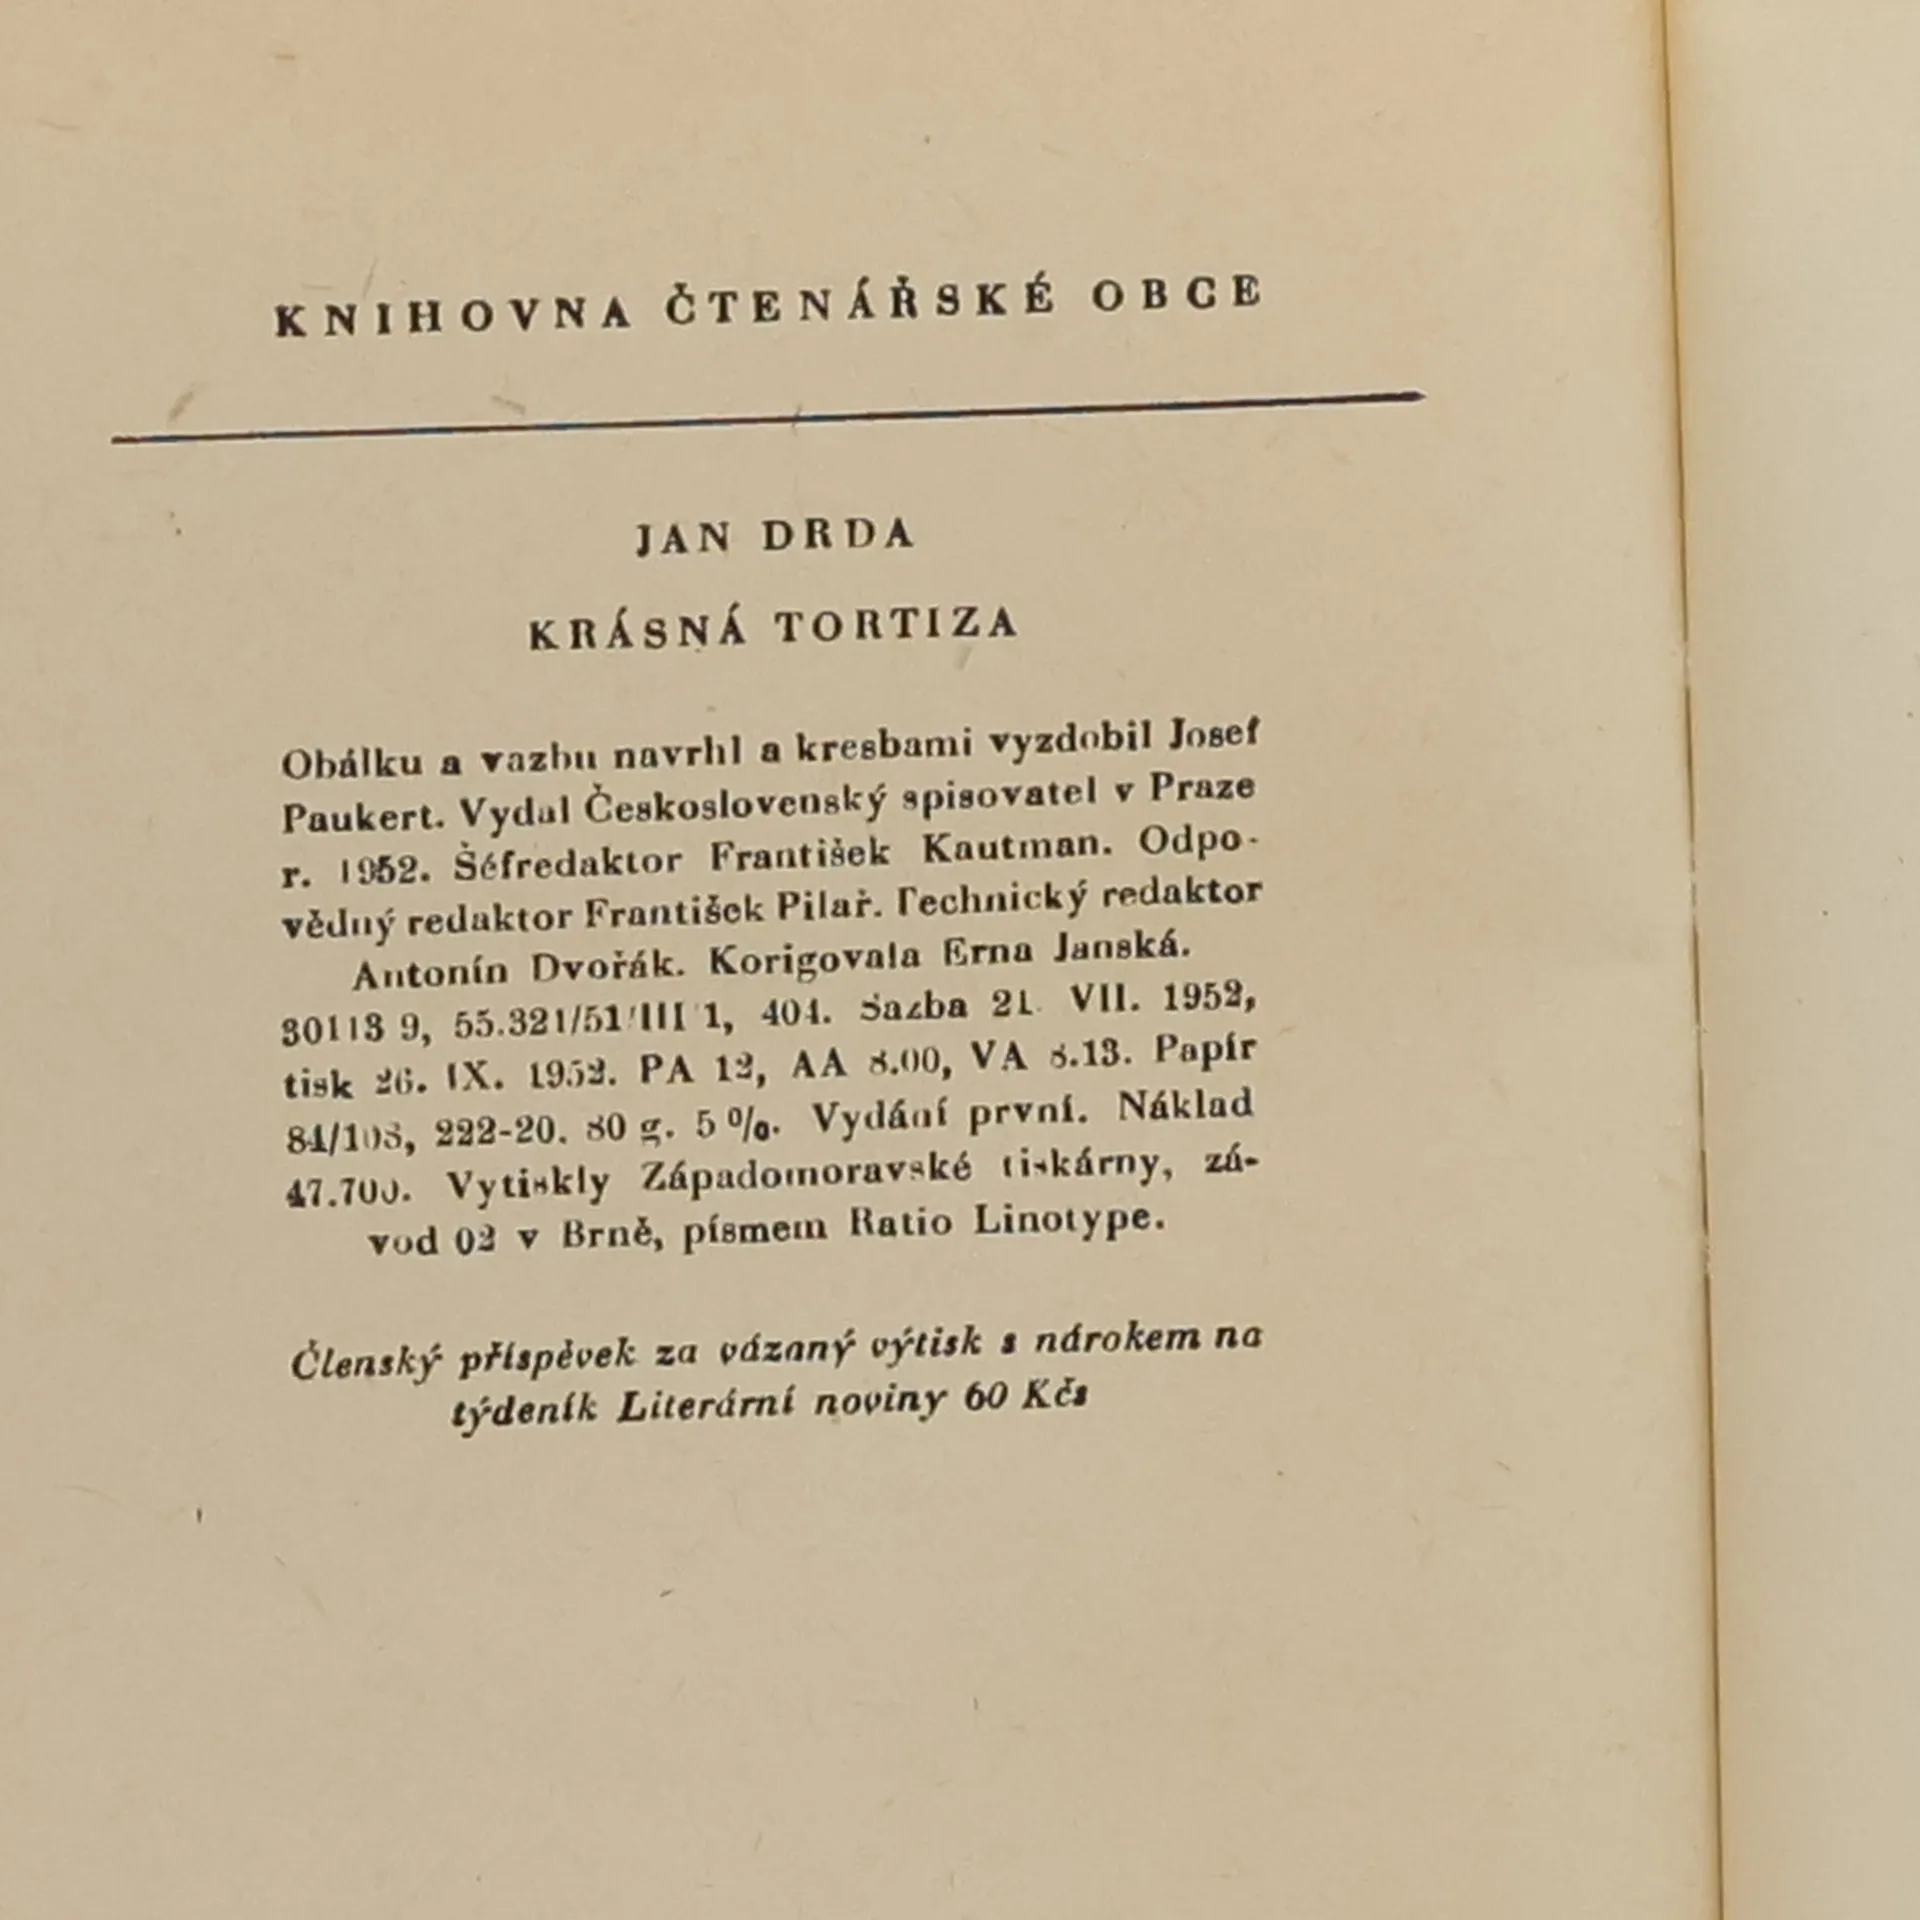 KNIHOVNA ČTENÁŘSKÉ OBCE
JAN DRDA
KRÁSNÁ TORTIZA
Obálku a vazbu navrhl a kresbami vyzdobil Josef
Paukert. Vydal Československý spisovatel v Praze
r. 1952. Šéfredaktor František Kautman. Odpo-
vědný redaktor František Pilař. Technický redaktor
Antonín Dvořák. Korigovala Erna Janská.
30113 9, 55.321/51/III/1, 404. Sazba 21. VII. 1952,
tisk 26. IX. 1952. PA 12, AA 8.00, VA 8.13. Papír
84/108, 222-20. 80 g. 5 %. Vydání první. Náklad
47.700. Vytiskly Západomoravské tiskárny, zá-
vod 02 v Brně, písmem Ratio Linotype.
Členský příspěvek za vázaný výtisk s nárokem na
týdeník Literární noviny 60 Kčs